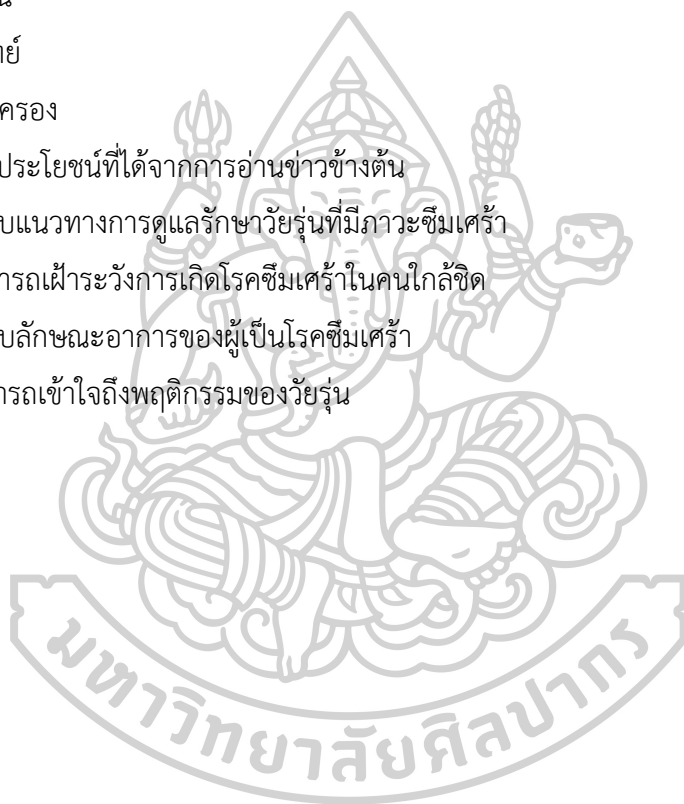 น
ทย์
ครอง
ประโยชน์ที่ได้จากการอ่านข่าวข้างต้น
บแนวทางการดูแลรักษาวัยรุ่นที่มีภาวะซึมเศร้า
ารถเฝ้าระวังการเกิดโรคซึมเศร้าในคนใกล้ชิด
บลักษณะอาการของผู้เป็นโรคซึมเศร้า
ารถเข้าใจถึงพฤติกรรมของวัยรุ่น
มหาวิทยาลัยศิลปากร